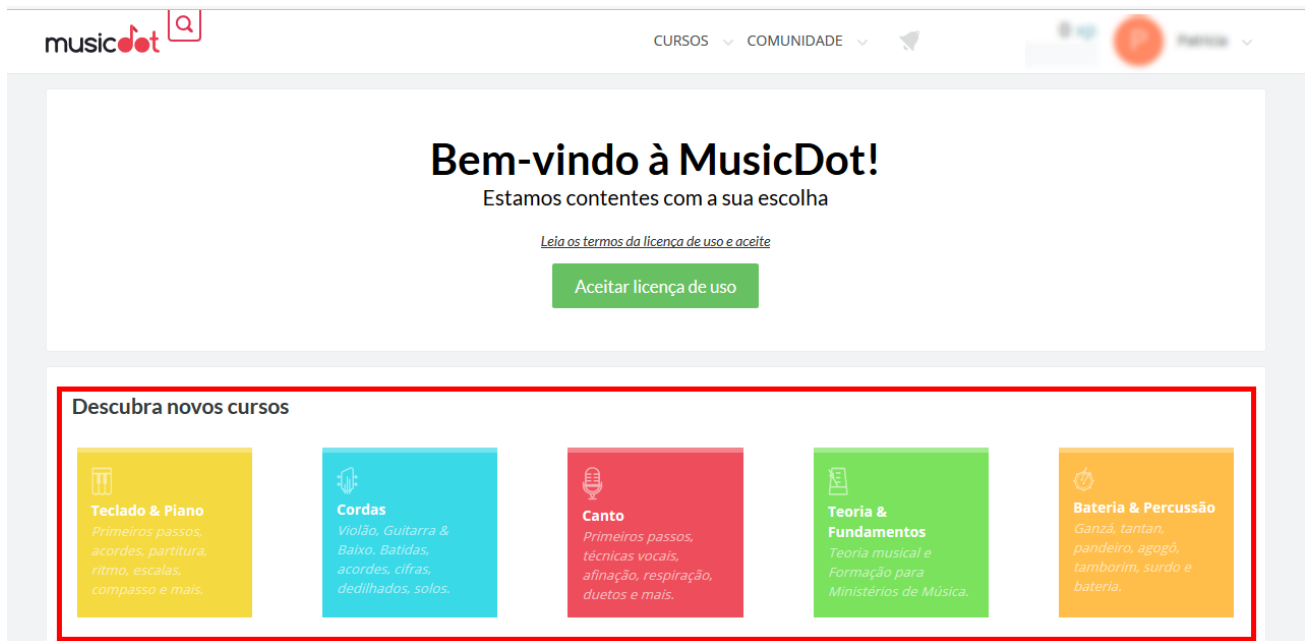 musicdot
CURSOS COMUNIDADE
Bem-vindo à MusicDot!
Estamos contentes com a sua escolha
Leia os termos da licença de uso e aceite
Aceitar licença de uso
Descubra novos cursos
Teclado & Piano
Primeiros passos,
acordes, partitura,
ritmo, escalas,
compasso e mais.
Cordas
Violão, Guitarra &
Baixo. Batidas,
acordes, cifras,
dedilhados, solos.
Canto
Primeiros passos,
técnicas vocais,
afinação, respiração,
duetos e mais.
Teoria &
Fundamentos
Teoria musical e
Formação para
Ministérios de Música.
Bateria & Percussão
Ganzá, tantan,
pandeiro, agogô,
tamborim, surdo e
bateria.